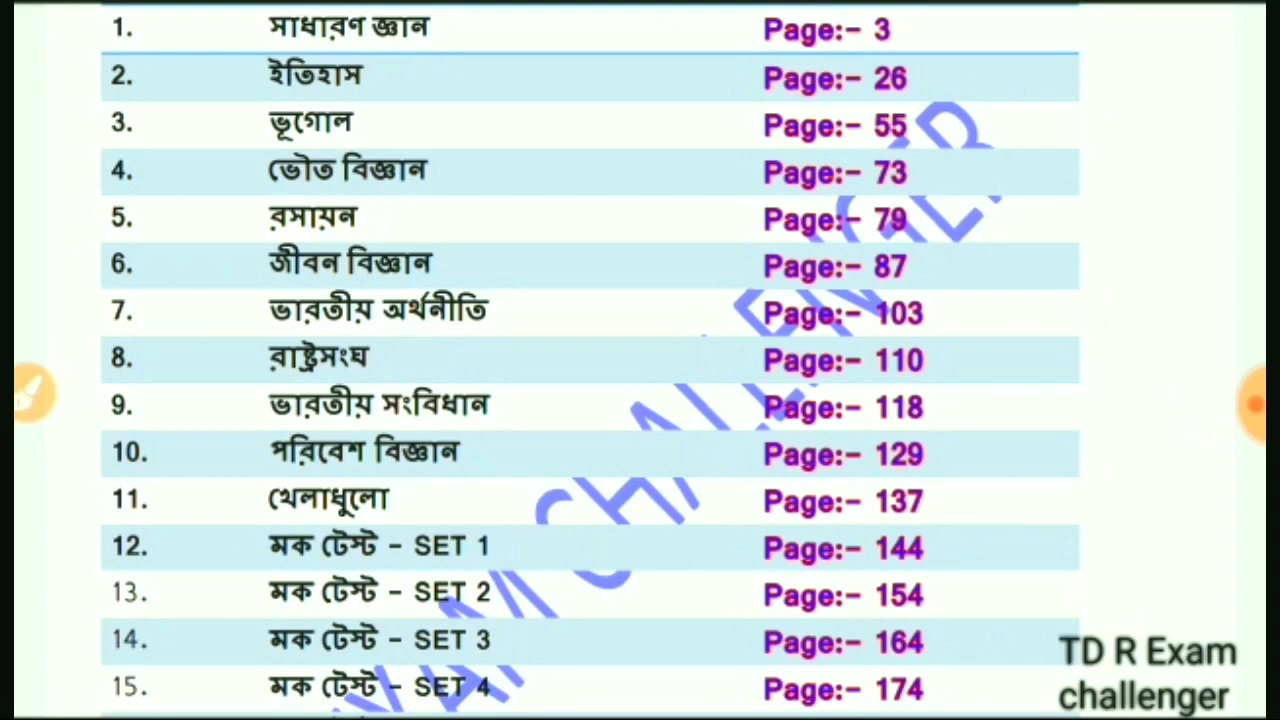 1. সাধারণ জ্ঞান Page:- 3
2. ইতিহাস Page:- 26
3. ভূগোল Page:- 55
4. ভৌত বিজ্ঞান Page:- 73
5. রসায়ন Page:- 79
6. জীবন বিজ্ঞান Page:- 87
7. ভারতীয় অর্থনীতি Page:- 103
8. রাষ্ট্রসংঘ Page:- 110
9. ভারতীয় সংবিধান Page:- 118
10. পরিবেশ বিজ্ঞান Page:- 129
11. খেলাধুলো Page:- 137
12. মক টেস্ট - SET 1 Page:- 144
13. মক টেস্ট - SET 2 Page:- 154
14. মক টেস্ট - SET 3 Page:- 164
15. মক টেস্ট - SET 4 Page:- 174
TD R Exam
challenger
CHALLENGER